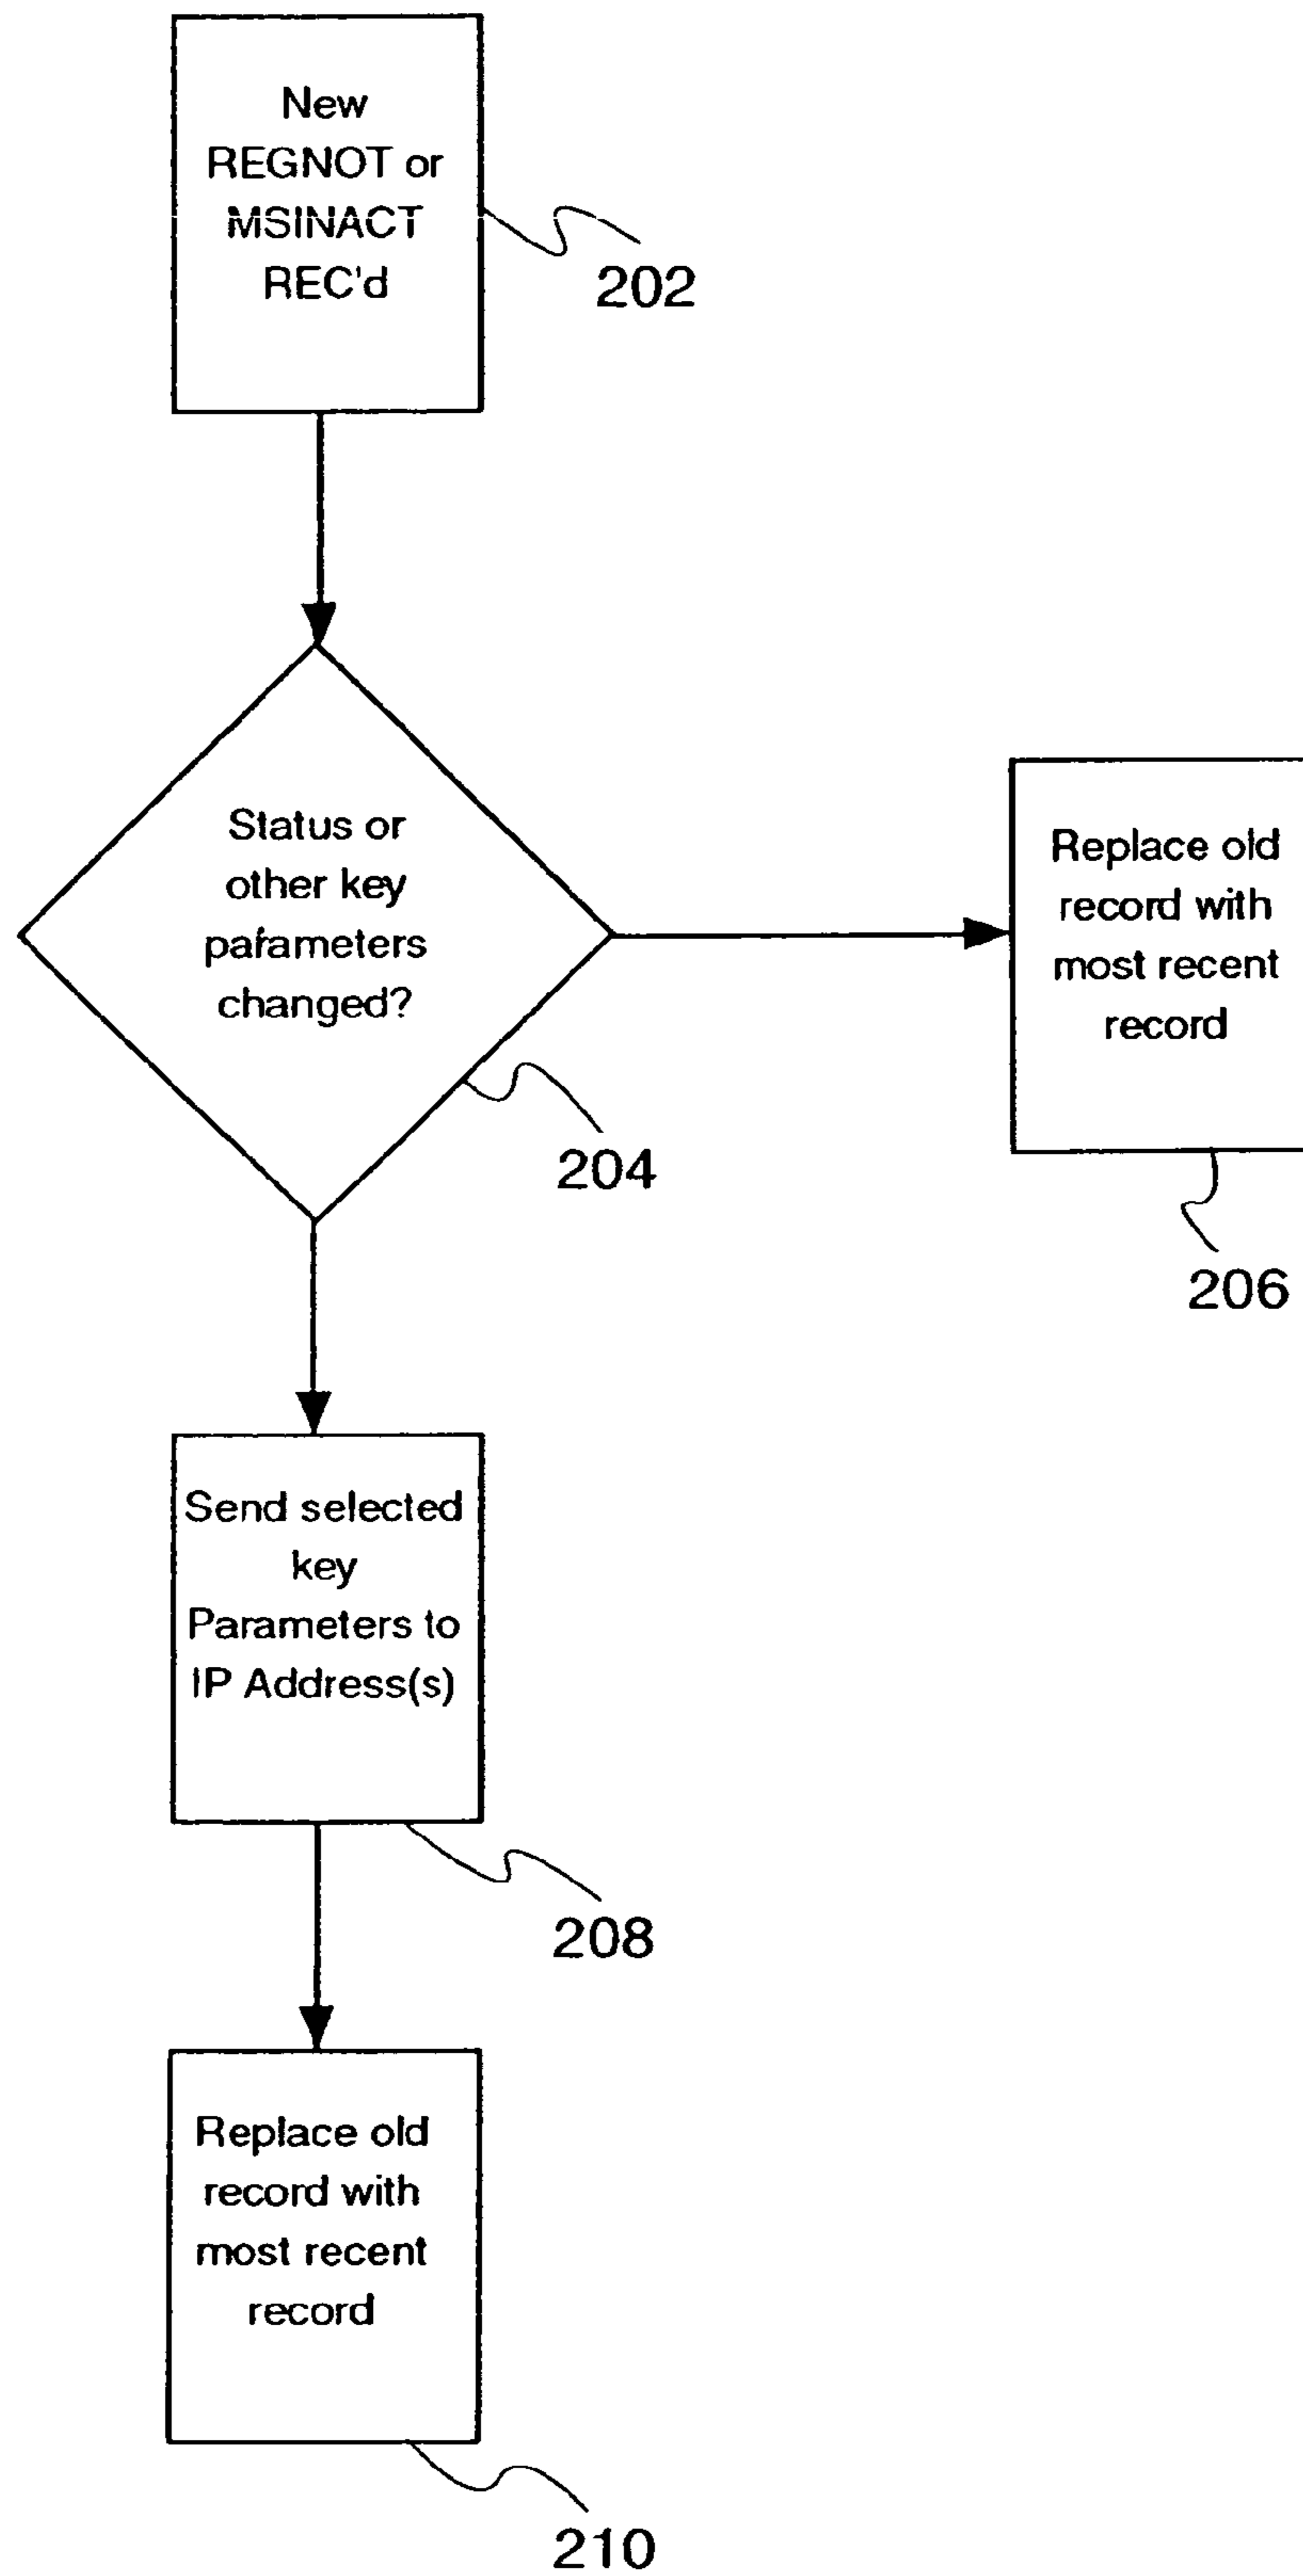 New
REGNOT or
MSINACT
REC'd
202
Status or
other key
parameters
changed?
204
Replace old
record with
most recent
record
206
Send selected
key
Parameters to
IP Address(s)
208
Replace old
record with
most recent
record
210